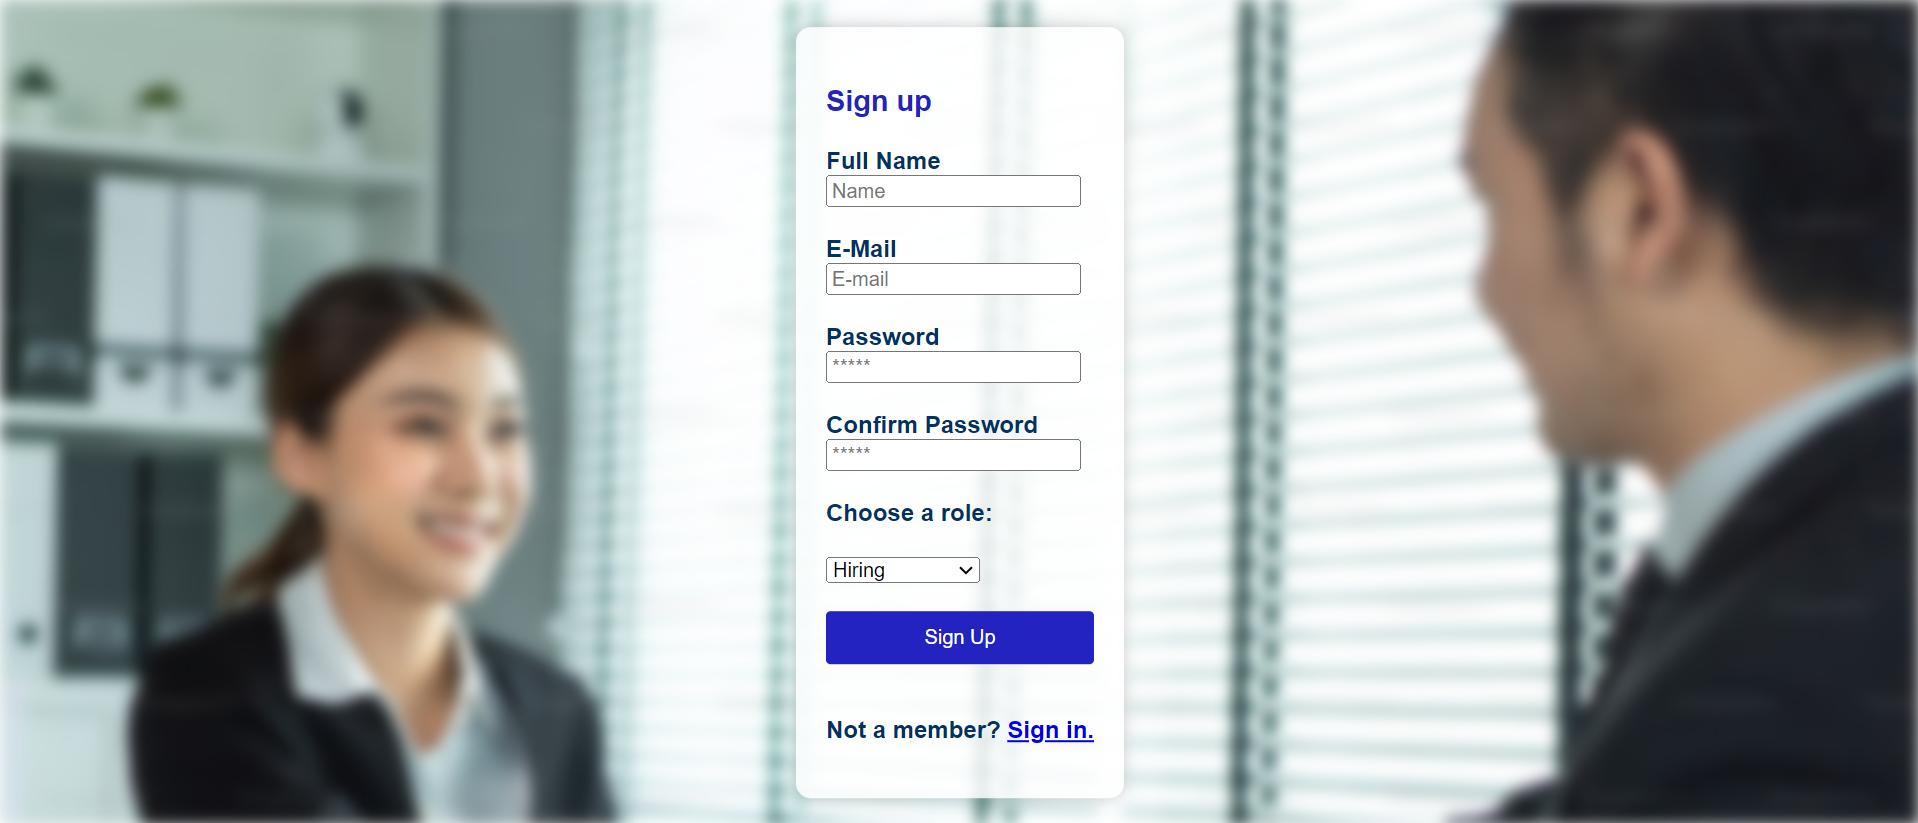 Sign up
Full Name
Name
E-Mail
E-mail
Password
*****
Confirm Password
*****
Choose a role:
Hiring
Sign Up
Not a member? Sign in.